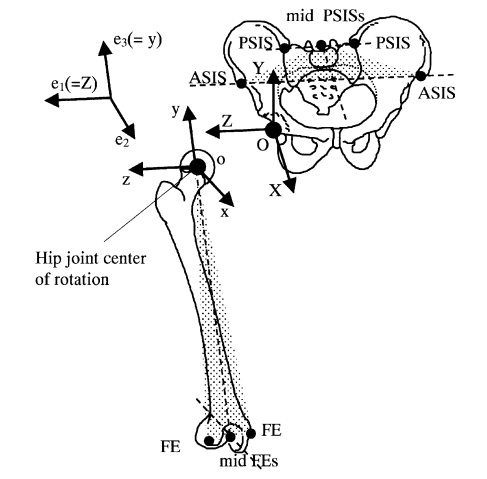 mid PSISs
e3(= y)
PSIS
PSIS
e1(=Z)
ASIS
Y
ASIS
y
e2
Z
O
o
z
X
x
Hip joint center
of rotation
FE
FE
mid FEs